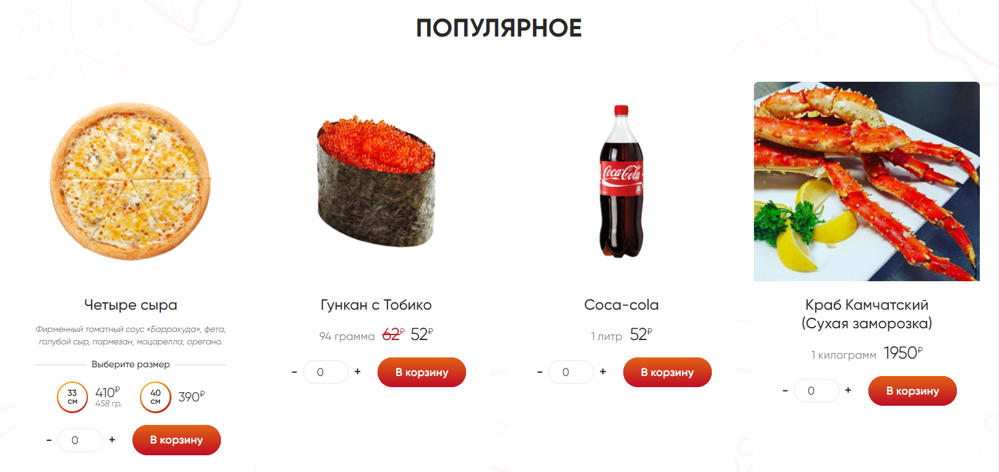 ПОПУЛЯРНОЕ
Четыре сыра
Фирменный томатный соус «Барракуда», фета,
голубой сыр, пармезан, моцарелла, орегано.
Выберите размер
33 см 410₽ 458 гр. 40 см 390₽
- 0 + В корзину
Гункан с Тобико
94 грамма 62₽ 52₽
- 0 + В корзину
Coca-Cola
Coca-cola
1 литр 52₽
- 0 + В корзину
Краб Камчатский
(Сухая заморозка)
1 килограмм 1950₽
- 0 + В корзину